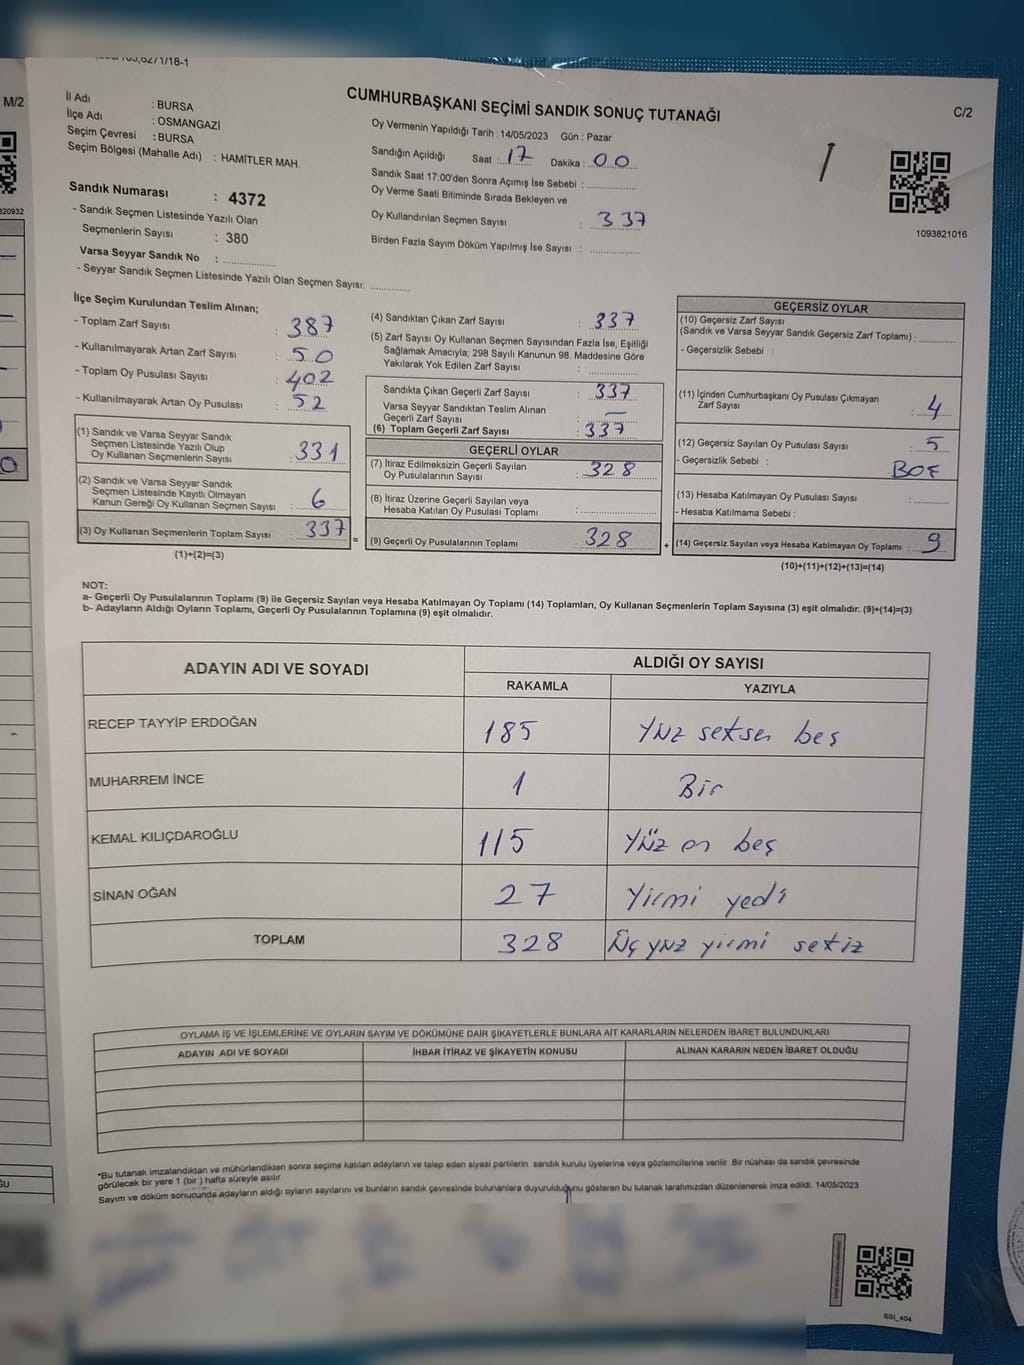 M/2
CUMHURBAŞKANI SEÇİMİ SANDIK SONUÇ TUTANAĞI
C/2
İl Adı : BURSA
İlçe Adı : OSMANGAZİ
Seçim Çevresi : BURSA
Seçim Bölgesi (Mahalle Adı) : HAMİTLER MAH.
Sandık Numarası : 4372
- Sandık Seçmen Listesinde Yazılı Olan
Seçmenlerin Sayısı : 380
Varsa Seyyar Sandık No :
- Seyyar Sandık Seçmen Listesinde Yazılı Olan Seçmen Sayısı:
Oy Vermenin Yapıldığı Tarih : 14/05/2023 Gün : Pazar
Sandığın Açıldığı Saat : 17 Dakika : 00
Sandık Saat 17:00'den Sonra Açımış İse Sebebi :
Oy Verme Saati Bitiminde Sırada Bekleyen ve
Oy Kullandırılan Seçmen Sayısı : 337
Birden Fazla Sayım Döküm Yapılmış İse Sayısı :
1093821016
İlçe Seçim Kurulundan Teslim Alınan;
- Toplam Zarf Sayısı : 387
- Kullanılmayarak Artan Zarf Sayısı : 50
- Toplam Oy Pusulası Sayısı : 402
- Kullanılmayarak Artan Oy Pusulası : 52
(1) Sandık ve Varsa Seyyar Sandık
Seçmen Listesinde Yazılı Olup
Oy Kullanan Seçmenlerin Sayısı : 331
(2) Sandık ve Varsa Seyyar Sandık
Seçmen Listesinde Kayıtlı Olmayan
Kanun Gereği Oy Kullanan Seçmen Sayısı : 6
(3) Oy Kullanan Seçmenlerin Toplam Sayısı : 337
(1)+(2)=(3)
(4) Sandıktan Çıkan Zarf Sayısı : 337
(5) Zarf Sayısı Oy Kullanan Seçmen Sayısından Fazla İse, Eşitliği
Sağlamak Amacıyla; 298 Sayılı Kanunun 98. Maddesine Göre
Yakılarak Yok Edilen Zarf Sayısı :
Sandıkta Çıkan Geçerli Zarf Sayısı : 337
Varsa Seyyar Sandıktan Teslim Alınan
Geçerli Zarf Sayısı : —
(6) Toplam Geçerli Zarf Sayısı : 337
GEÇERLİ OYLAR
(7) İtiraz Edilmeksizin Geçerli Sayılan
Oy Pusulalarının Sayısı : 328
(8) İtiraz Üzerine Geçerli Sayılan veya
Hesaba Katılan Oy Pusulası Toplamı :
= (9) Geçerli Oy Pusulalarının Toplamı : 328
GEÇERSİZ OYLAR
(10) Geçersiz Zarf Sayısı
(Sandık ve Varsa Seyyar Sandık Geçersiz Zarf Toplamı) :
- Geçersizlik Sebebi :
(11) İçinden Cumhurbaşkanı Oy Pusulası Çıkmayan
Zarf Sayısı : 4
(12) Geçersiz Sayılan Oy Pusulası Sayısı : 5
- Geçersizlik Sebebi : BOŞ
(13) Hesaba Katılmayan Oy Pusulası Sayısı :
- Hesaba Katılmama Sebebi :
+ (14) Geçersiz Sayılan veya Hesaba Katılmayan Oy Toplamı : 9
(10)+(11)+(12)+(13)=(14)
NOT:
a- Geçerli Oy Pusulalarının Toplamı (9) ile Geçersiz Sayılan veya Hesaba Katılmayan Oy Toplamı (14) Toplamları, Oy Kullanan Seçmenlerin Toplam Sayısına (3) eşit olmalıdır. (9)+(14)=(3)
b- Adayların Aldığı Oyların Toplamı, Geçerli Oy Pusulalarının Toplamına (9) eşit olmalıdır.
ADAYIN ADI VE SOYADI ALDIĞI OY SAYISI
RAKAMLA YAZIYLA
RECEP TAYYİP ERDOĞAN 185 Yüz seksen beş
MUHARREM İNCE 1 Bir
KEMAL KILIÇDAROĞLU 115 Yüz on beş
SİNAN OĞAN 27 Yirmi yedi
TOPLAM 328 Üç yüz yirmi sekiz
OYLAMA İŞ VE İŞLEMLERİNE VE OYLARIN SAYIM VE DÖKÜMÜNE DAİR ŞİKAYETLERLE BUNLARA AİT KARARLARIN NELERDEN İBARET BULUNDUKLARI
ADAYIN ADI VE SOYADI İHBAR İTİRAZ VE ŞİKAYETİN KONUSU ALINAN KARARIN NEDEN İBARET OLDUĞU
*Bu tutanak imzalandıktan ve mühürlendikten sonra seçime katılan adayların ve talep eden siyasi partilerin sandık kurulu üyelerine veya gözlemcilerine verilir. Bir nüshası da sandık çevresinde
görülecek bir yere 1 (bir) hafta süreyle asılır.
Sayım ve döküm sonucunda adayların aldığı oyların sayılarını ve bunların sandık çevresinde bulunanlara duyurulduğunu gösteren bu tutanak tarafımızdan düzenlenerek imza edildi. 14/05/2023
SSI_404